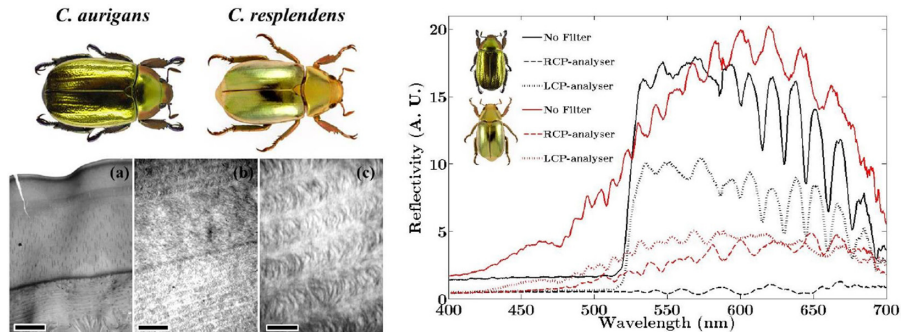 C. aurigans C. resplendens
(a) (b) (c)
Reflectivity (A. U.)
20
15
10
5
0
No Filter
RCP-analyser
LCP-analyser
No Filter
RCP-analyser
LCP-analyser
400 450 500 550 600 650 700
Wavelength (nm)